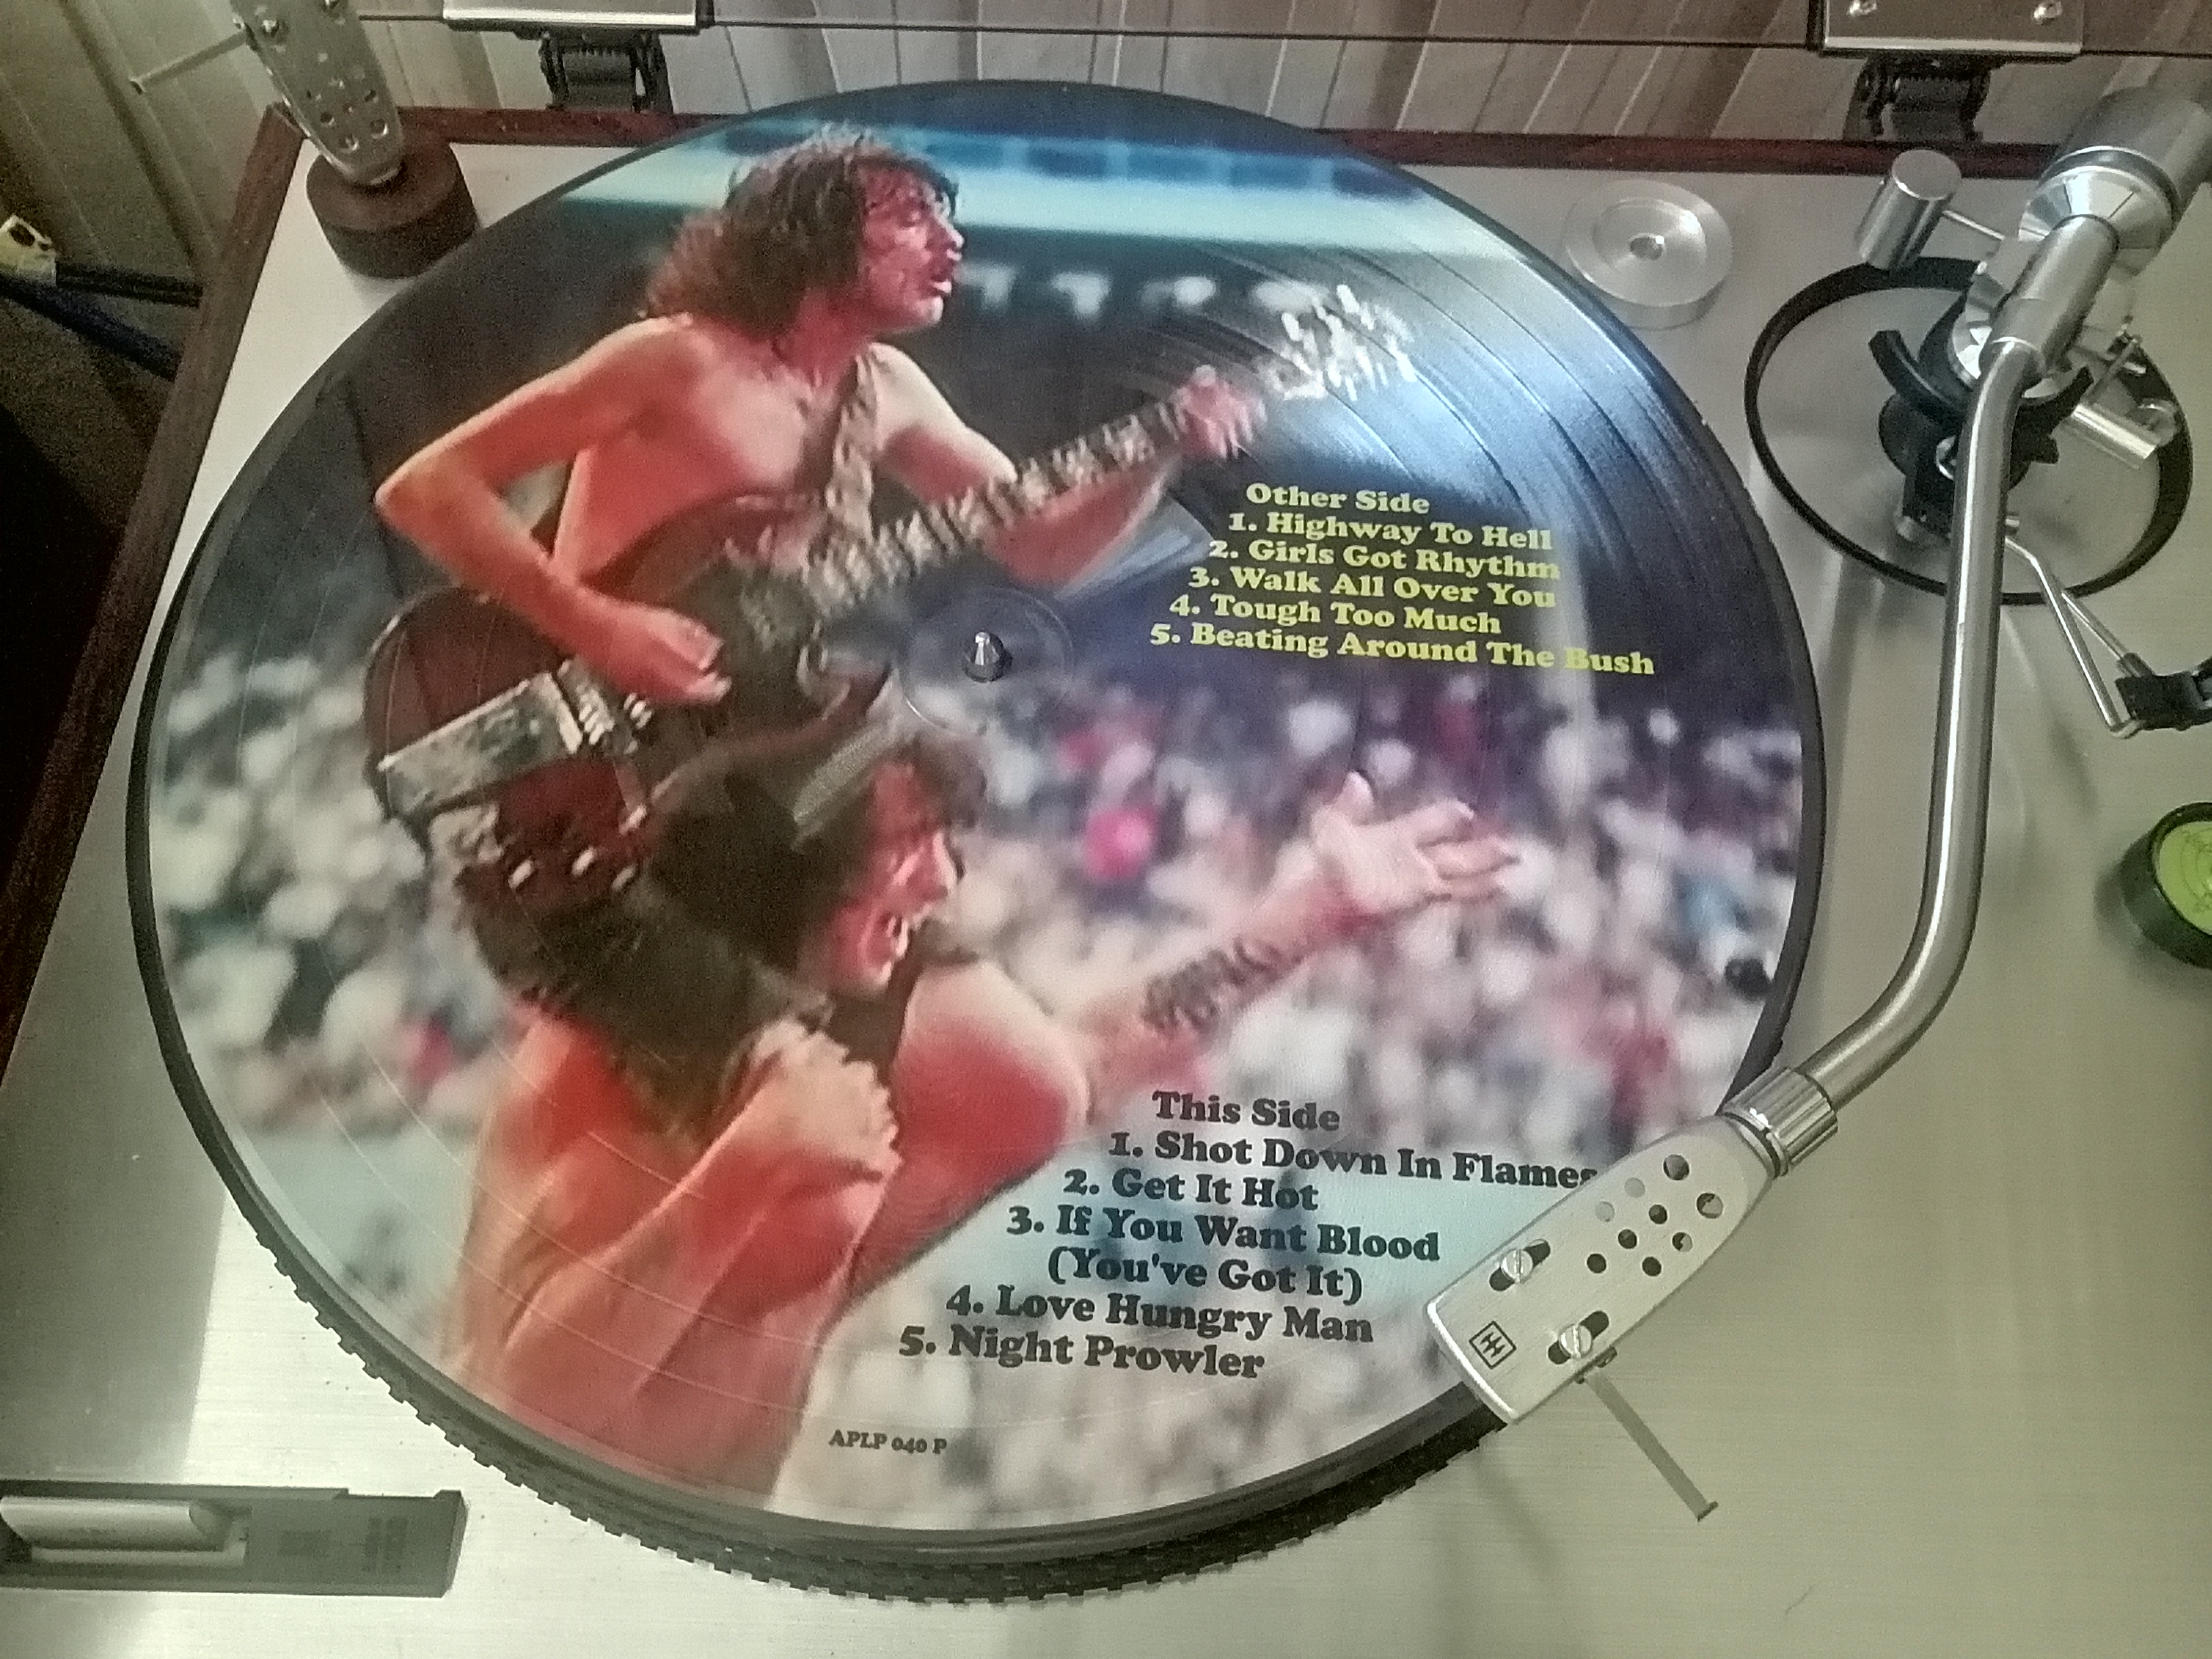 Other Side
1. Highway To Hell
2. Girls Got Rhythm
3. Walk All Over You
4. Tough Too Much
5. Beating Around The Bush
This Side
1. Shot Down In Flames
2. Get It Hot
3. If You Want Blood
(You've Got It)
4. Love Hungry Man
5. Night Prowler
APLP 040 P